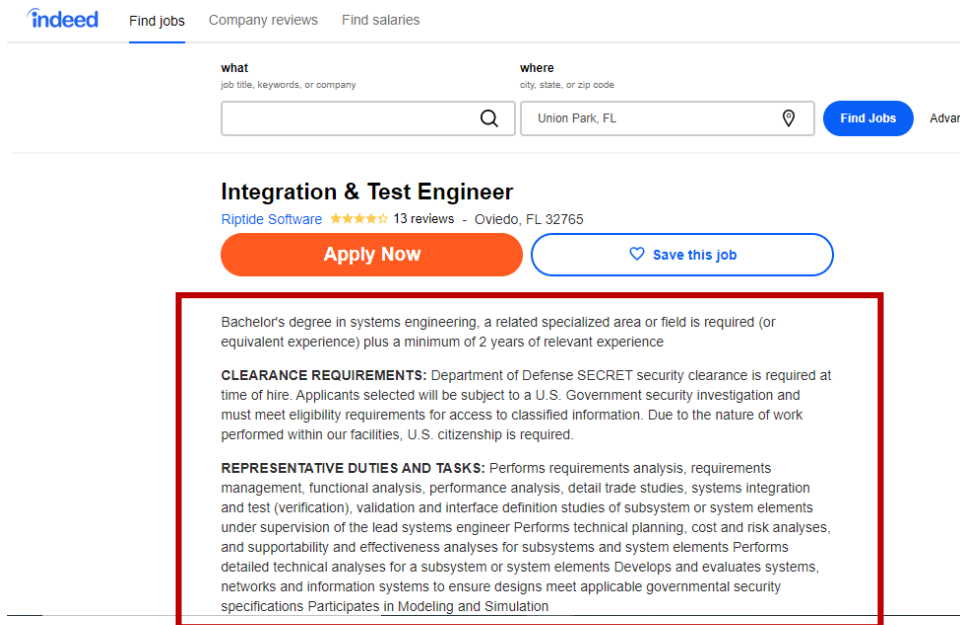 indeed Find jobs Company reviews Find salaries
what where
job title, keywords, or company city, state, or zip code
Union Park, FL Find Jobs Advar
Integration & Test Engineer
Riptide Software 13 reviews - Oviedo, FL 32765
Apply Now Save this job
Bachelor's degree in systems engineering, a related specialized area or field is required (or
equivalent experience) plus a minimum of 2 years of relevant experience
CLEARANCE REQUIREMENTS: Department of Defense SECRET security clearance is required at
time of hire. Applicants selected will be subject to a U.S. Government security investigation and
must meet eligibility requirements for access to classified information. Due to the nature of work
performed within our facilities, U.S. citizenship is required.
REPRESENTATIVE DUTIES AND TASKS: Performs requirements analysis, requirements
management, functional analysis, performance analysis, detail trade studies, systems integration
and test (verification), validation and interface definition studies of subsystem or system elements
under supervision of the lead systems engineer Performs technical planning, cost and risk analyses,
and supportability and effectiveness analyses for subsystems and system elements Performs
detailed technical analyses for a subsystem or system elements Develops and evaluates systems,
networks and information systems to ensure designs meet applicable governmental security
specifications Participates in Modeling and Simulation